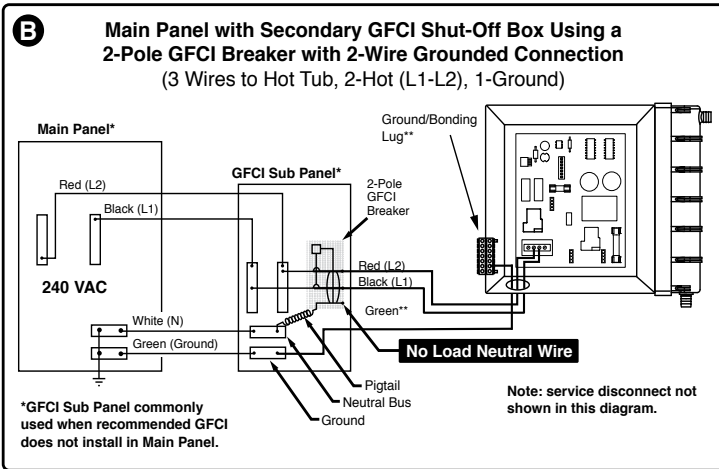 B
Main Panel with Secondary GFCI Shut-Off Box Using a
2-Pole GFCI Breaker with 2-Wire Grounded Connection
(3 Wires to Hot Tub, 2-Hot (L1-L2), 1-Ground)
Ground/Bonding
Lug**
Main Panel*
GFCI Sub Panel*
2-Pole
GFCI
Breaker
Red (L2)
Black (L1)
240 VAC
Red (L2)
Black (L1)
Green**
White (N)
Green (Ground)
No Load Neutral Wire
Pigtail
Neutral Bus
Ground
*GFCI Sub Panel commonly
used when recommended GFCI
does not install in Main Panel.
Note: service disconnect not
shown in this diagram.